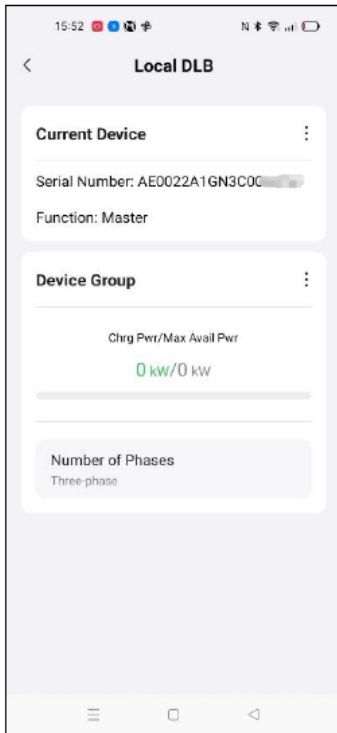 15:52
Local DLB
Current Device
Serial Number: AE0022A1GN3C00
Function: Master
Device Group
Chrg Pwr/Max Avail Pwr
0 kW/0 kW
Number of Phases
Three-phase